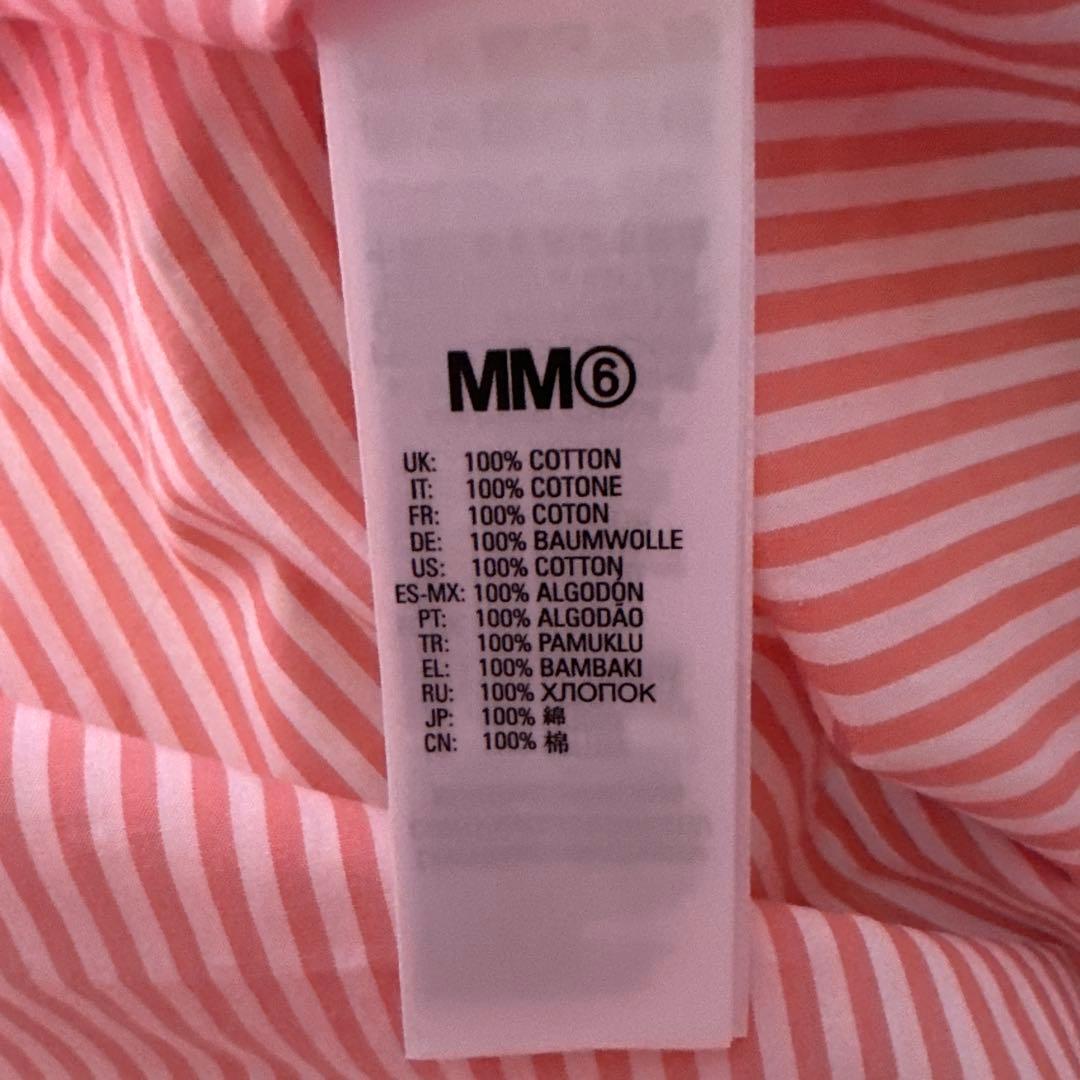 MM⑥
UK: 100% COTTON
IT: 100% COTONE
FR: 100% COTON
DE: 100% BAUMWOLLE
US: 100% COTTON
ES-MX: 100% ALGODÓN
PT: 100% ALGODÃO
TR: 100% PAMUKLU
EL: 100% ΒΑΜΒΑΚΙ
RU: 100% ХЛОПОК
JP: 100% 綿
CN: 100% 棉